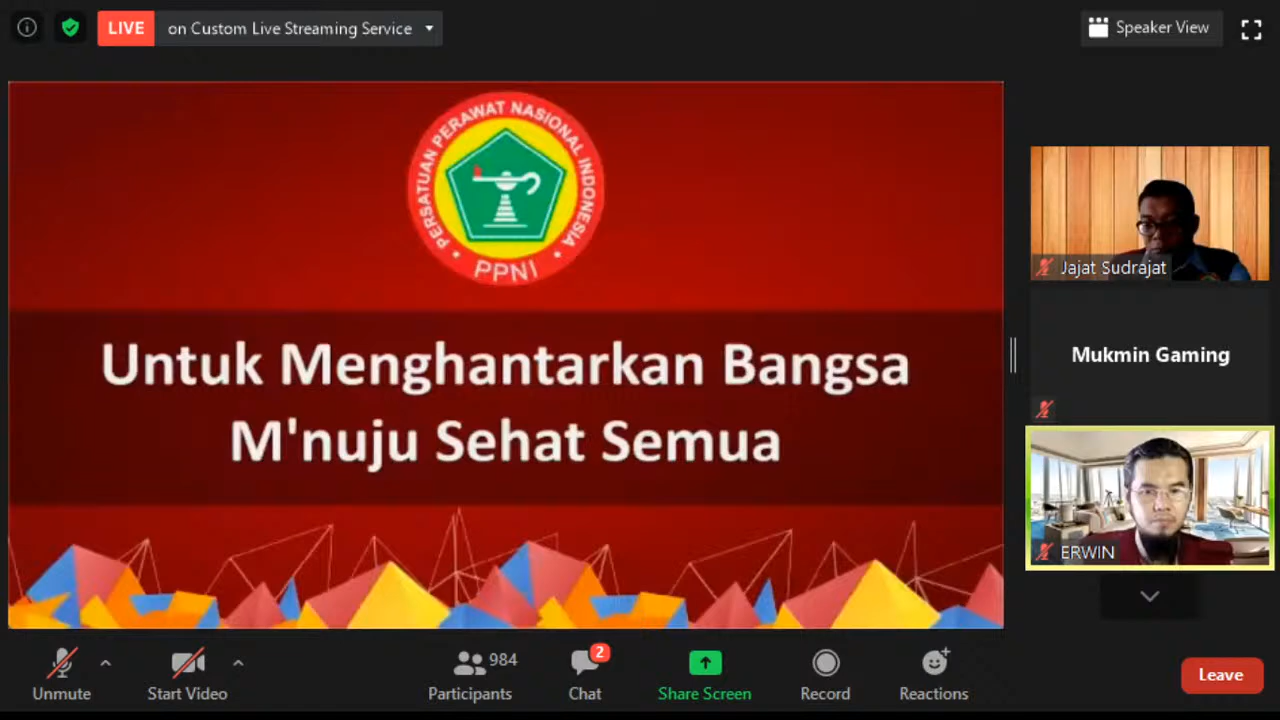 LIVE on Custom Live Streaming Service
Speaker View
PERSATUAN PERAWAT NASIONAL INDONESIA
PPNI
Untuk Menghantarkan Bangsa
M'nuju Sehat Semua
Jajat Sudrajat
Mukmin Gaming
ERWIN
Unmute
Start Video
984
Participants
2
Chat
Share Screen
Record
Reactions
Leave